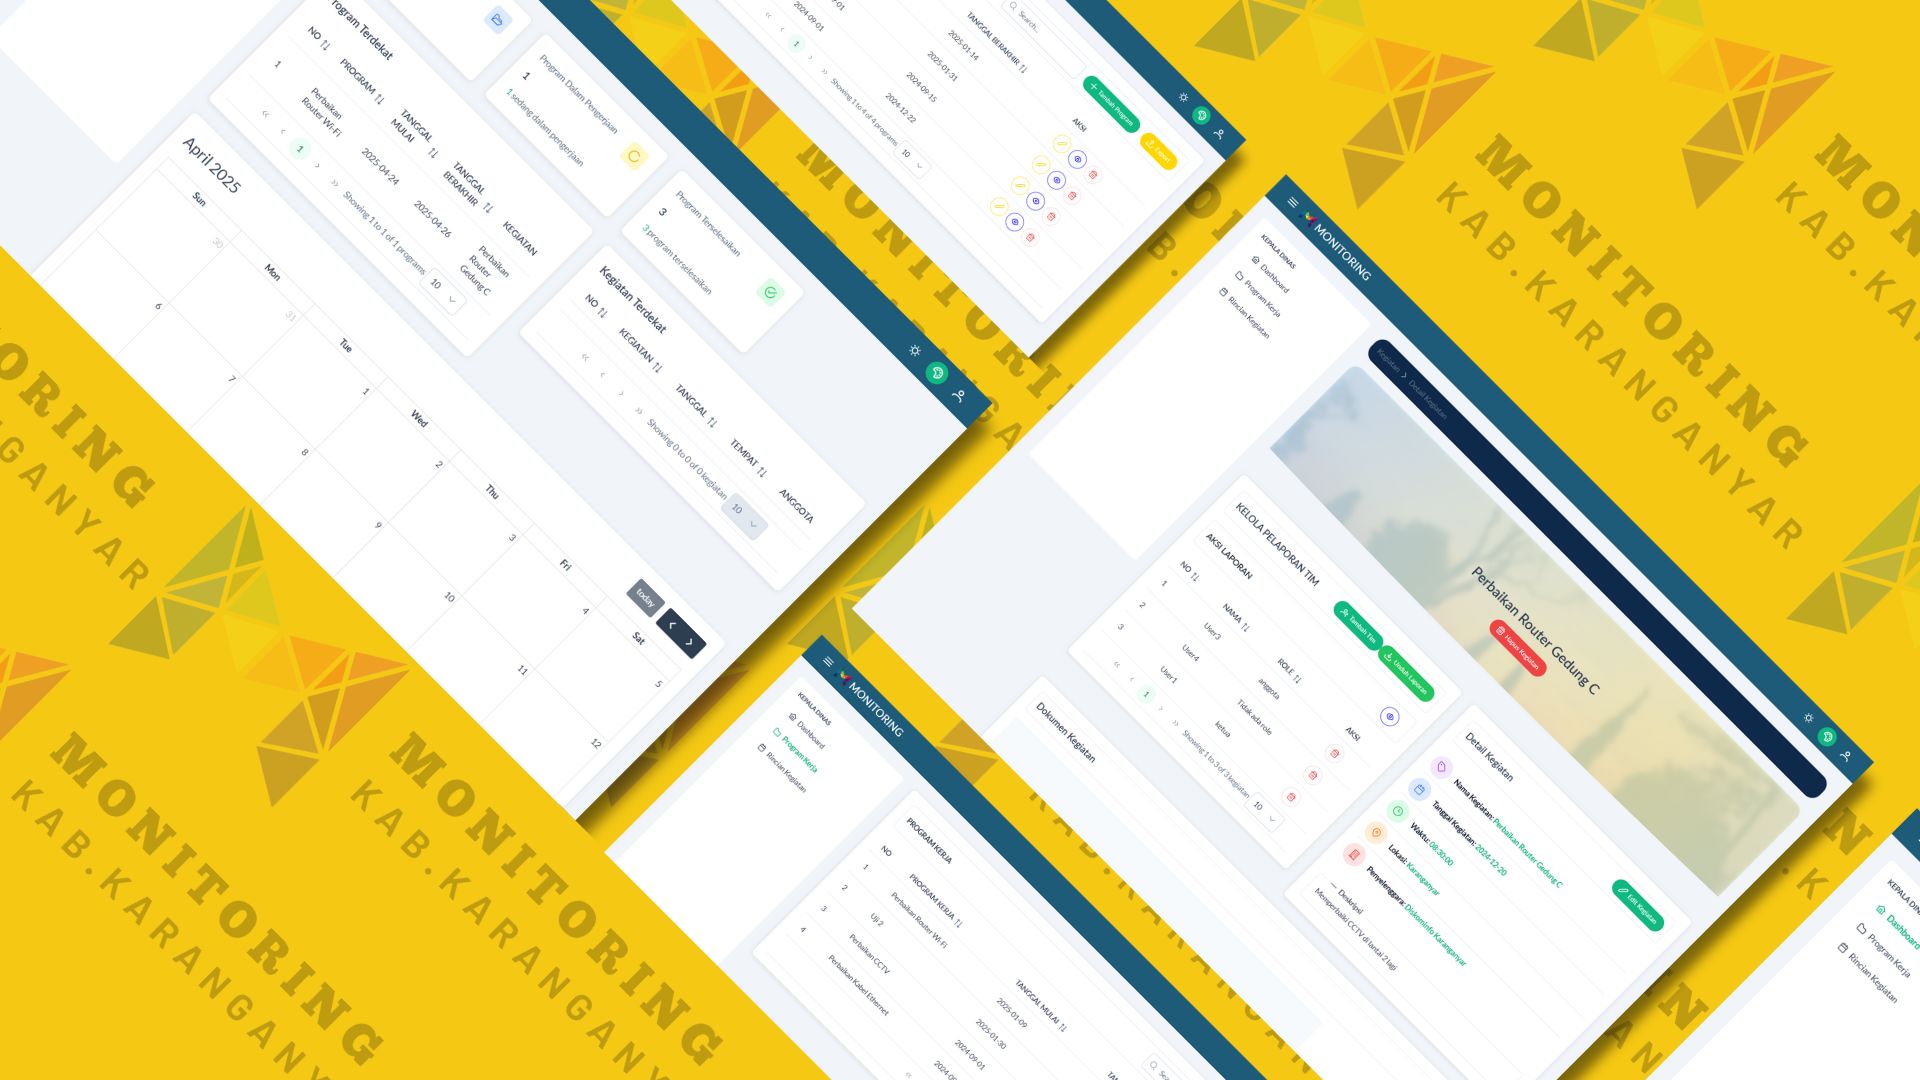 Program Terdekat
NO
PROGRAM
TANGGAL MULAI
TANGGAL BERAKHIR
KEGIATAN
1
Perbaikan Router Wi-Fi
2025-04-24
2025-04-26
Perbaikan Router Gedung C
1
Showing 1 to 1 of 1 programs
10
1
Program Dalam Pengerjaan
1 sedang dalam pengerjaan
3
Program Terselesaikan
3 program terselesaikan
Kegiatan Terdekat
NO
KEGIATAN
TANGGAL
TEMPAT
ANGGOTA
Showing 0 to 0 of 0 kegiatan
10
April 2025
today
Sun
Mon
Tue
Wed
Thu
Fri
Sat
30
31
1
2
3
4
5
6
7
8
9
10
11
12
Search...
TANGGAL BERAKHIR
AKSI
Tambah Program
Export
2024-09-01
2025-01-14
2025-01-31
2024-09-15
2024-12-22
1
Showing 1 to 4 of 4 programs
10
MONITORING
KEPALA DINAS
Dashboard
Program Kerja
Rincian Kegiatan
Kegiatan
Detail Kegiatan
Perbaikan Router Gedung C
Hapus Kegiatan
KELOLA PELAPORAN TIM
AKSI LAPORAN
Tambah Tim
Unduh Laporan
NO
NAMA
ROLE
AKSI
1
User3
anggota
2
User4
Tidak ada role
3
User1
ketua
1
Showing 1 to 3 of 3 kegiatan
10
Detail Kegiatan
Nama Kegiatan: Perbaikan Router Gedung C
Tanggal Kegiatan: 2024-12-20
Waktu: 08:30:00
Lokasi: Karanganyar
Penyelenggara: Diskominfo Karanganyar
Edit Kegiatan
Deskripsi
Memperbaiki CCTV di lantai 2 lagi
Dokumen Kegiatan
MONITORING
KEPALA DINAS
Dashboard
Program Kerja
Rincian Kegiatan
PROGRAM KERJA
NO
PROGRAM KERJA
TANGGAL MULAI
1
Perbaikan Router Wi-Fi
2025-01-09
2
Uji 2
2025-01-30
3
Perbaikan CCTV
2024-09-01
4
Perbaikan Kabel Ethernet
Dashboard
Program Kerja
Rincian Kegiatan
MONITORING
KAB.KARANGANYAR
MONITORING
KAB.KARANGANYAR
MONITORING
KAB.KARANGANYAR